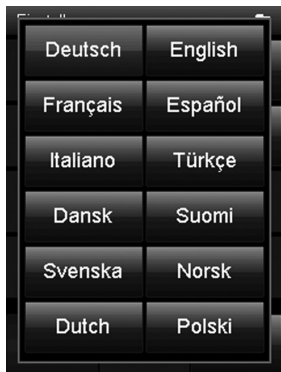 Deutsch English
Français Español
Italiano Türkçe
Dansk Suomi
Svenska Norsk
Dutch Polski